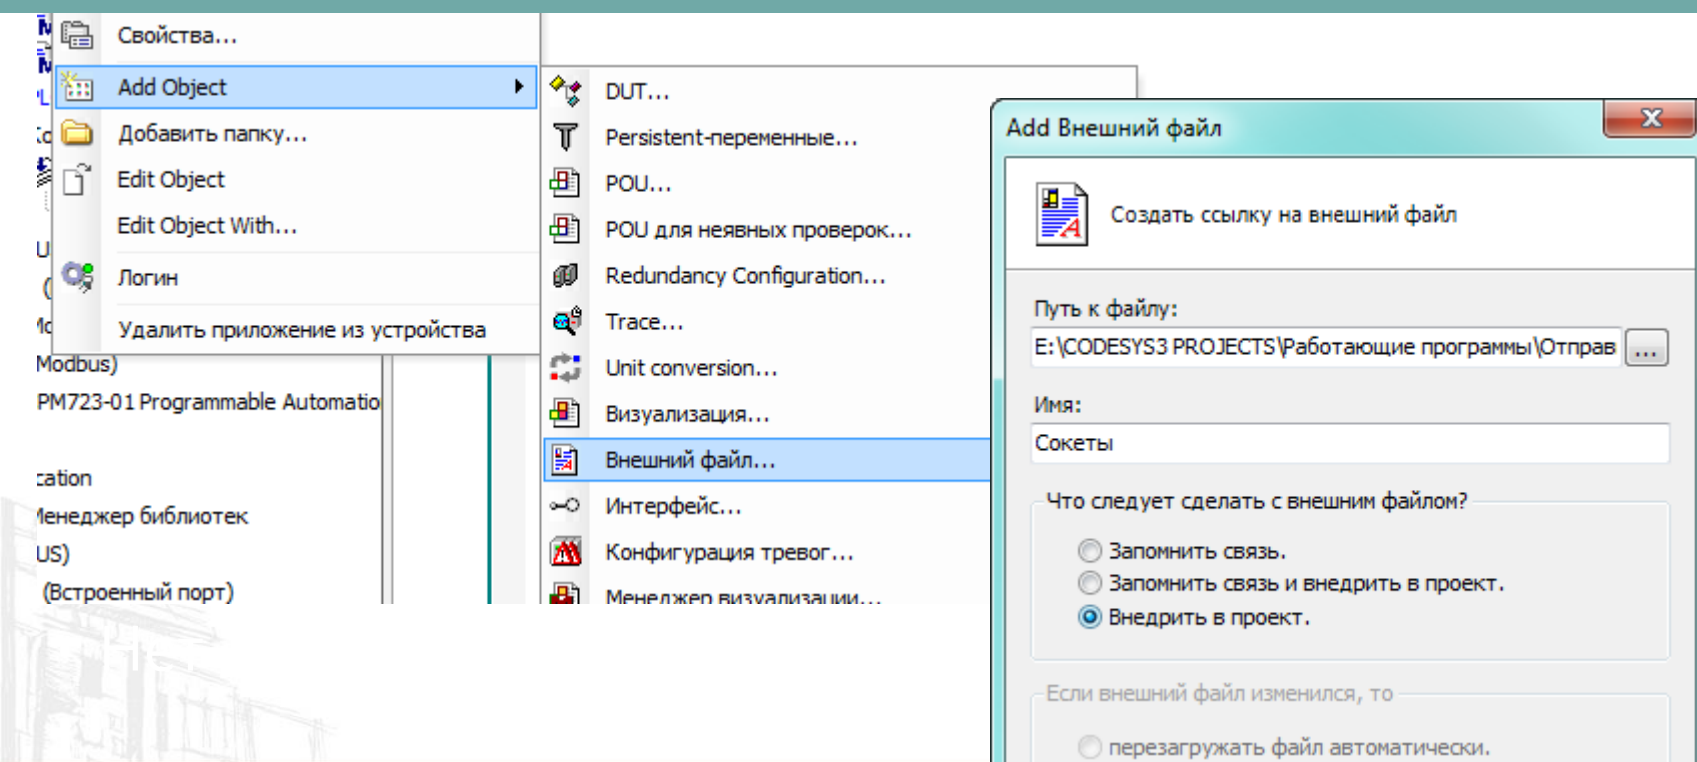 Свойства...
Add Object
Добавить папку...
Edit Object
Edit Object With...
Логин
Удалить приложение из устройства
Modbus)
PM723-01 Programmable Automatio
cation
Менеджер библиотек
US)
(Встроенный порт)
DUT...
Persistent-переменные...
POU...
POU для неявных проверок...
Redundancy Configuration...
Trace...
Unit conversion...
Визуализация...
Внешний файл...
Интерфейс...
Конфигурация тревог...
Менеджер визуализации...
Add Внешний файл
Создать ссылку на внешний файл
Путь к файлу:
E:\CODESYS3 PROJECTS\Работающие программы\Отправ ...
Имя:
Сокеты
Что следует сделать с внешним файлом?
Запомнить связь.
Запомнить связь и внедрить в проект.
Внедрить в проект.
Если внешний файл изменился, то
перезагружать файл автоматически.